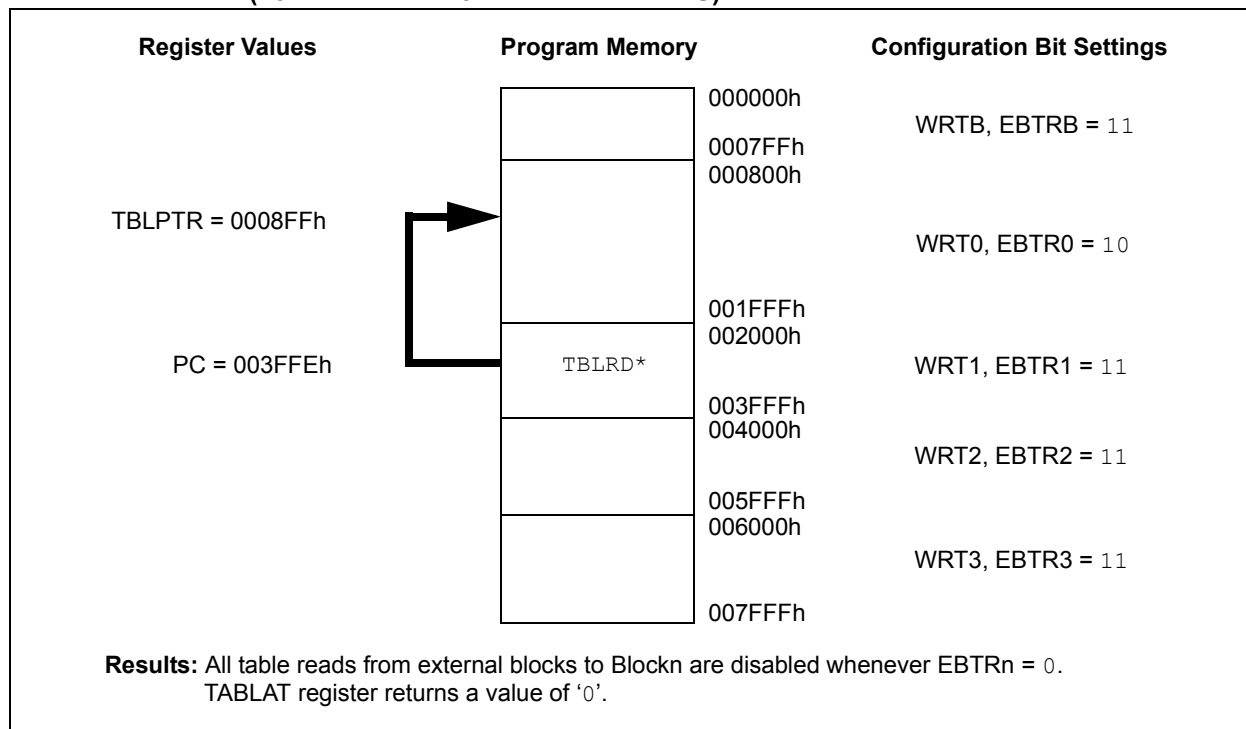 Register Values Program Memory Configuration Bit Settings
000000h
WRTB, EBTRB = 11
0007FFh
000800h
TBLPTR = 0008FFh
WRT0, EBTR0 = 10
001FFFh
002000h
PC = 003FFEh TBLRD* WRT1, EBTR1 = 11
003FFFh
004000h
WRT2, EBTR2 = 11
005FFFh
006000h
WRT3, EBTR3 = 11
007FFFh
Results: All table reads from external blocks to Blockn are disabled whenever EBTRn = 0.
TABLAT register returns a value of ‘0’.